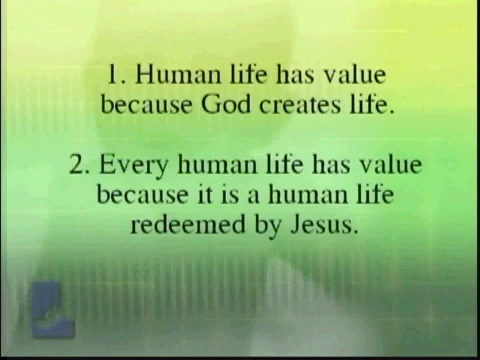 1. Human life has value
because God creates life.
2. Every human life has value
because it is a human life
redeemed by Jesus.